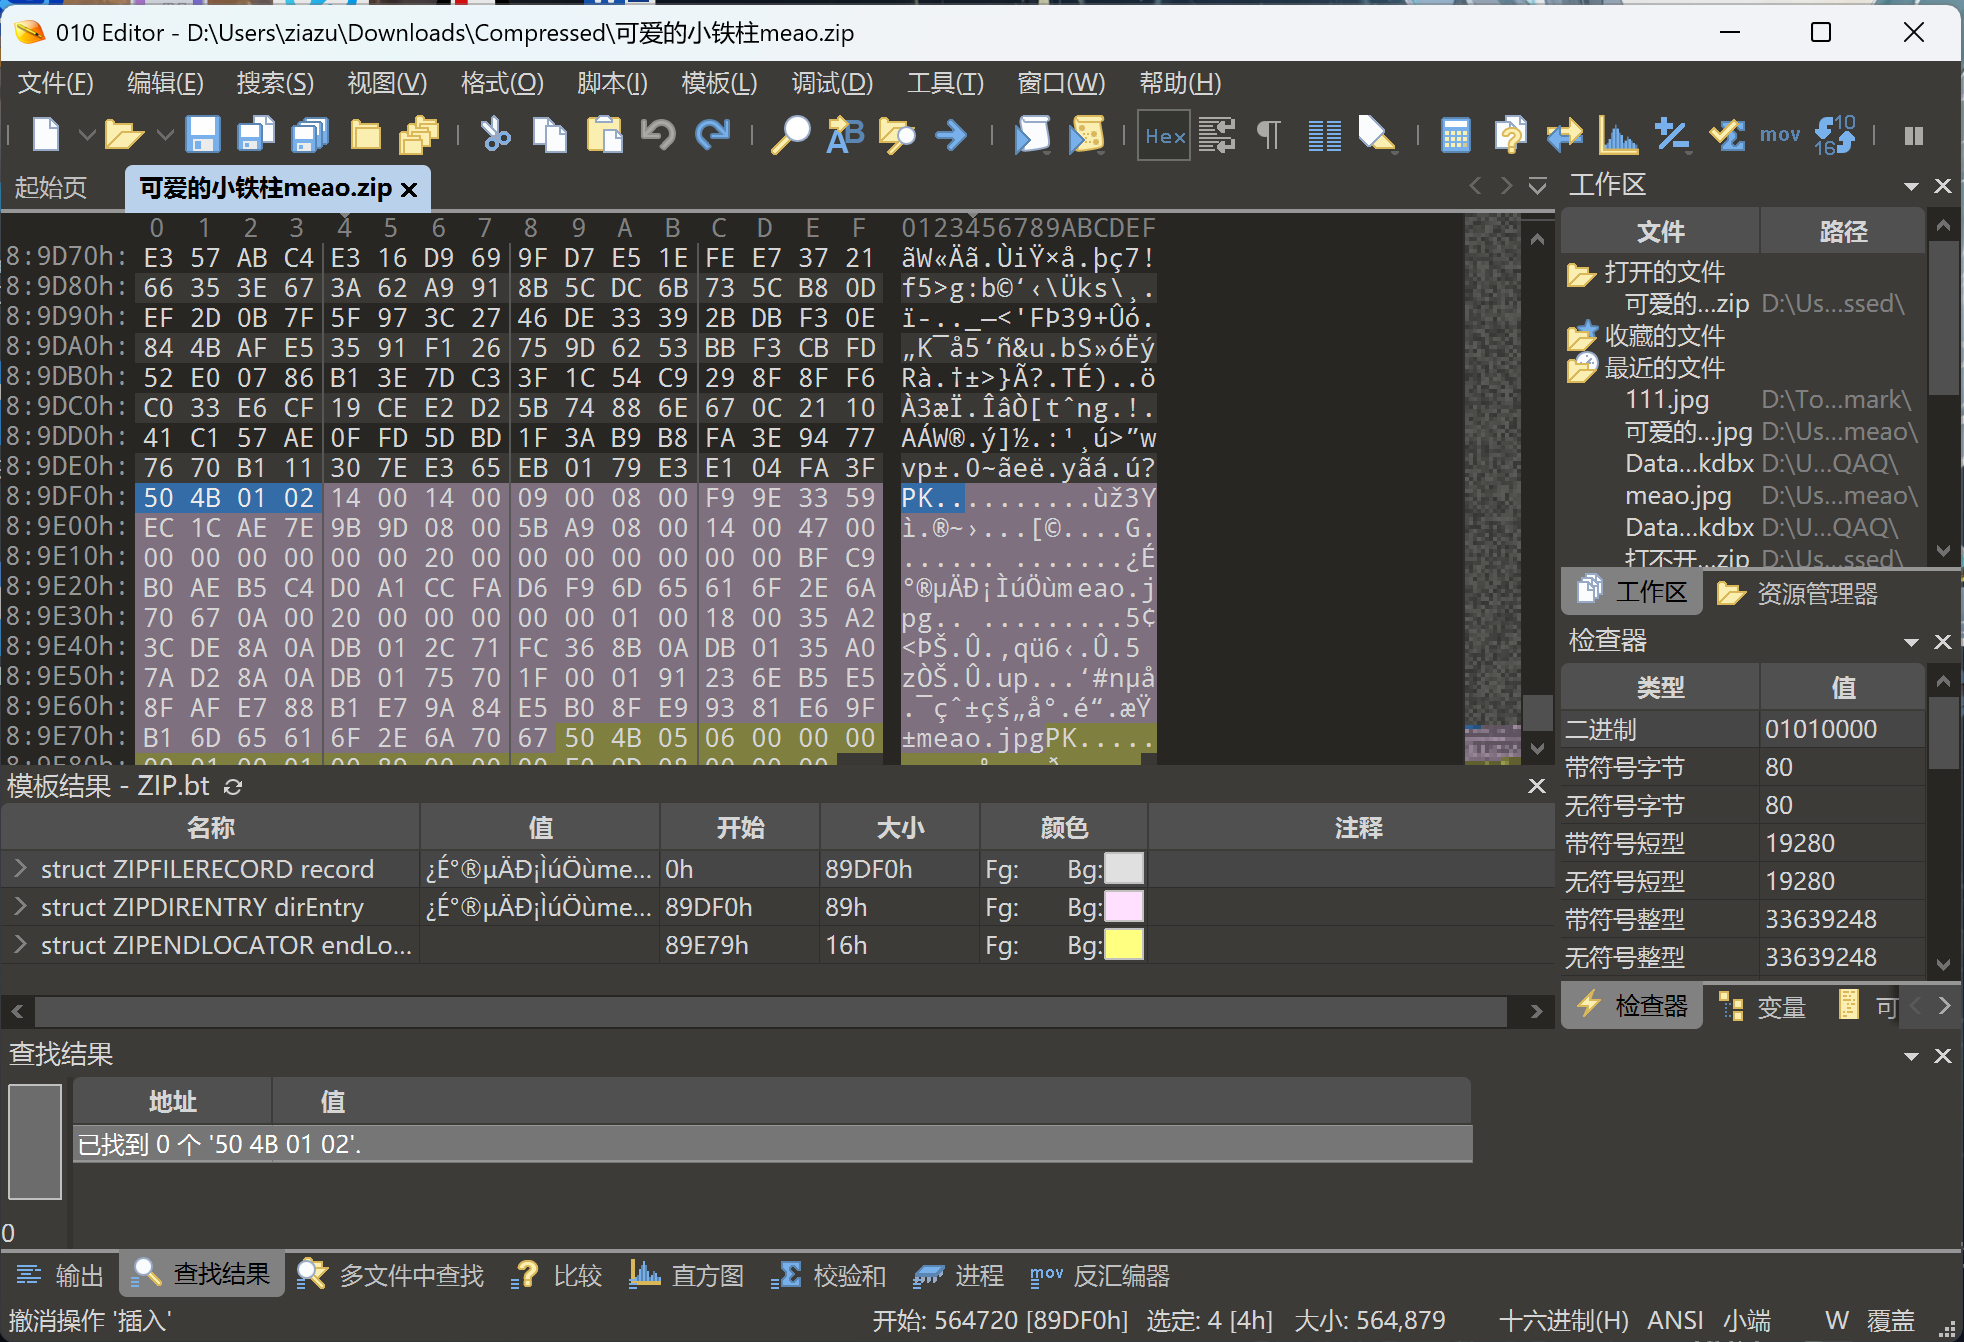 010 Editor - D:\Users\ziazu\Downloads\Compressed\可爱的小铁柱meao.zip
文件(F) 编辑(E) 搜索(S) 视图(V) 格式(O) 脚本(I) 模板(L) 调试(D) 工具(T) 窗口(W) 帮助(H)
Hex mov 10 16
起始页 可爱的小铁柱meao.zip
0 1 2 3 4 5 6 7 8 9 A B C D E F 0123456789ABCDEF
8:9D70h: E3 57 AB C4 E3 16 D9 69 9F D7 E5 1E FE E7 37 21 ãW«Äã.ÙiŸ×å.þç7!
8:9D80h: 66 35 3E 67 3A 62 A9 91 8B 5C DC 6B 73 5C B8 0D f5>g:b©‘‹\Üks\¸.
8:9D90h: EF 2D 0B 7F 5F 97 3C 27 46 DE 33 39 2B DB F3 0E ï-.._—<'FÞ39+Ûó.
8:9DA0h: 84 4B AF E5 35 91 F1 26 75 9D 62 53 BB F3 CB FD „K¯å5‘ñ&u.bS»óËý
8:9DB0h: 52 E0 07 86 B1 3E 7D C3 3F 1C 54 C9 29 8F 8F F6 Rà.†±>}Ã?.TÉ)..ö
8:9DC0h: C0 33 E6 CF 19 CE E2 D2 5B 74 88 6E 67 0C 21 10 À3æÏ.ÎâÒ[tˆng.!.
8:9DD0h: 41 C1 57 AE 0F FD 5D BD 1F 3A B9 B8 FA 3E 94 77 AÁW®.ý]½.:¹¸ú>”w
8:9DE0h: 76 70 B1 11 30 7E E3 65 EB 01 79 E3 E1 04 FA 3F vp±.0~ãeë.yãá.ú?
8:9DF0h: 50 4B 01 02 14 00 14 00 09 00 08 00 F9 9E 33 59 PK..........ùž3Y
8:9E00h: EC 1C AE 7E 9B 9D 08 00 5B A9 08 00 14 00 47 00 ì.®~›...[©....G.
8:9E10h: 00 00 00 00 00 00 20 00 00 00 00 00 00 00 BF C9 ...... .......¿É
8:9E20h: B0 AE B5 C4 D0 A1 CC FA D6 F9 6D 65 61 6F 2E 6A °®µÄÐ¡ÌúÖùmeao.j
8:9E30h: 70 67 0A 00 20 00 00 00 00 00 01 00 18 00 35 A2 pg.. .........5¢
8:9E40h: 3C DE 8A 0A DB 01 2C 71 FC 36 8B 0A DB 01 35 A0 <ÞŠ.Û.,qü6‹.Û.5
8:9E50h: 7A D2 8A 0A DB 01 75 70 1F 00 01 91 23 6E B5 E5 zÒŠ.Û.up...‘#nµå
8:9E60h: 8F AF E7 88 B1 E7 9A 84 E5 B0 8F E9 93 81 E6 9F .¯çˆ±çš„å°.é“.æŸ
8:9E70h: B1 6D 65 61 6F 2E 6A 70 67 50 4B 05 06 00 00 00 ±meao.jpgPK.....
模板结果 - ZIP.bt
名称 值 开始 大小 颜色 注释
struct ZIPFILERECORD record ¿É°®µÄÐ¡ÌúÖùme... 0h 89DF0h Fg: Bg:
struct ZIPDIRENTRY dirEntry ¿É°®µÄÐ¡ÌúÖùme... 89DF0h 89h Fg: Bg:
struct ZIPENDLOCATOR endLo... 89E79h 16h Fg: Bg:
查找结果
地址 值
已找到 0 个 '50 4B 01 02'.
0
工作区
文件 路径
打开的文件
可爱的...zip D:\Us...ssed\
收藏的文件
最近的文件
111.jpg D:\To...mark\
可爱的...jpg D:\Us...meao\
Data...kdbx D:\U...QAQ\
meao.jpg D:\Us...meao\
Data...kdbx D:\U...QAQ\
打不开...zip D:\Us...ssed\
工作区 资源管理器
检查器
类型 值
二进制 01010000
带符号字节 80
无符号字节 80
带符号短型 19280
无符号短型 19280
带符号整型 33639248
无符号整型 33639248
检查器 变量 可
输出 查找结果 多文件中查找 比较 直方图 校验和 进程 mov 反汇编器
撤消操作 '插入' 开始: 564720 [89DF0h] 选定: 4 [4h] 大小: 564,879 十六进制(H) ANSI 小端 W 覆盖